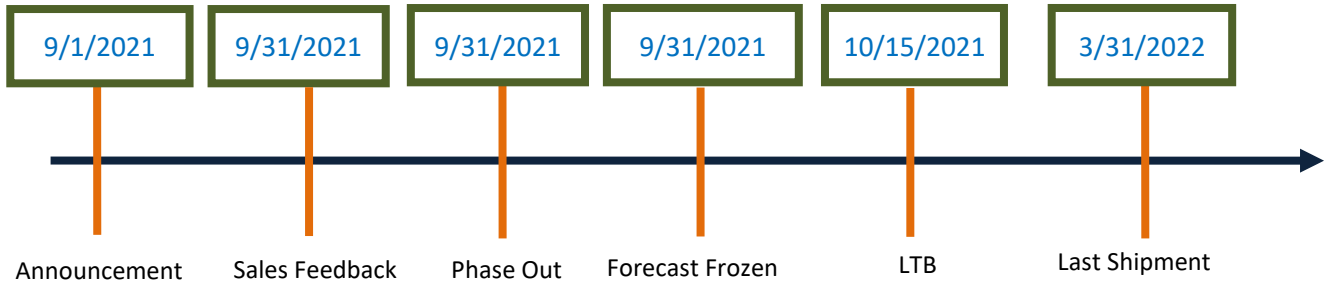 9/1/2021
9/31/2021
9/31/2021
9/31/2021
10/15/2021
3/31/2022
Announcement
Sales Feedback
Phase Out
Forecast Frozen
LTB
Last Shipment